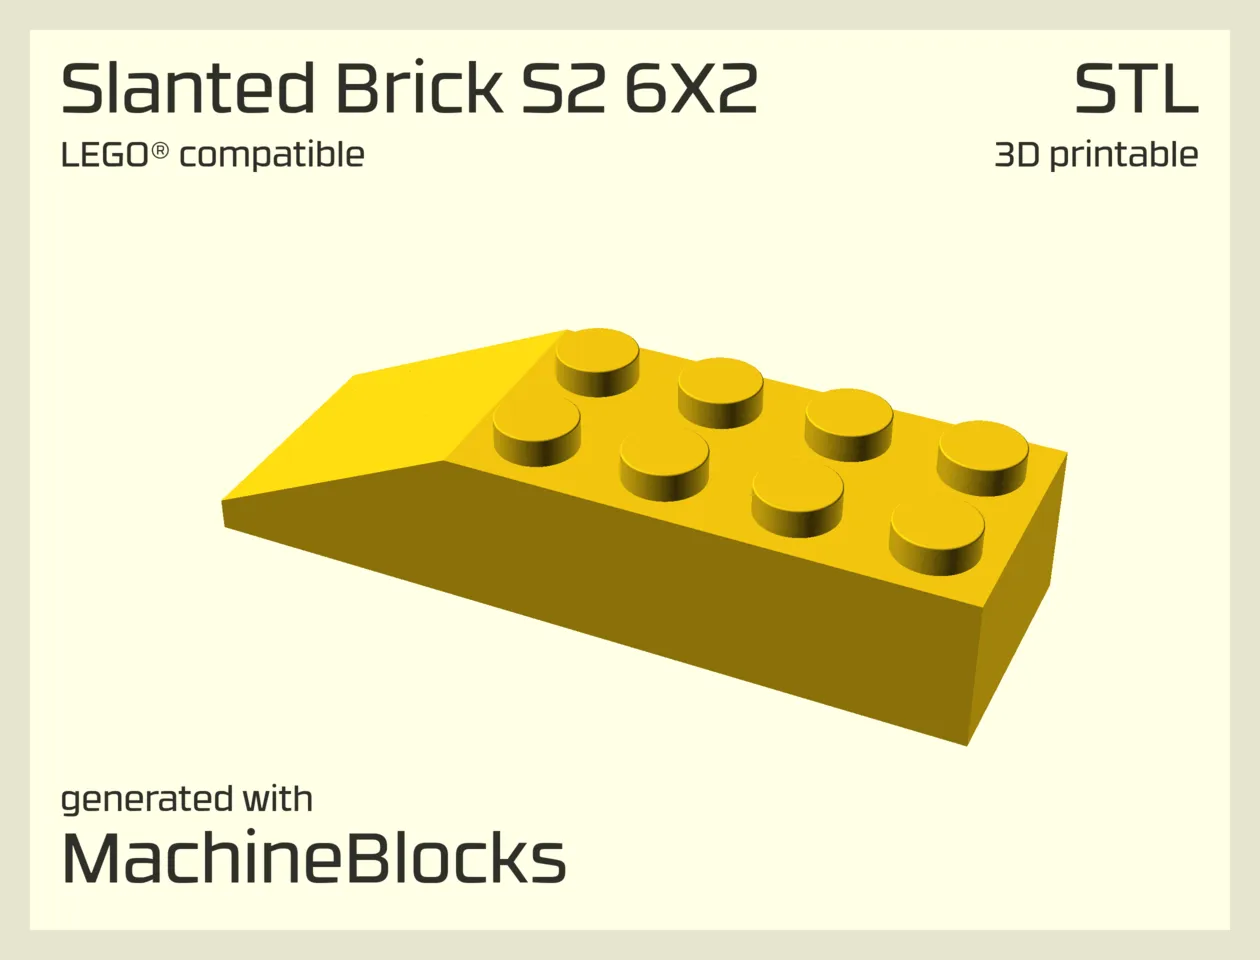 Slanted Brick S2 6X2
STL
LEGO® compatible
3D printable
generated with
MachineBlocks